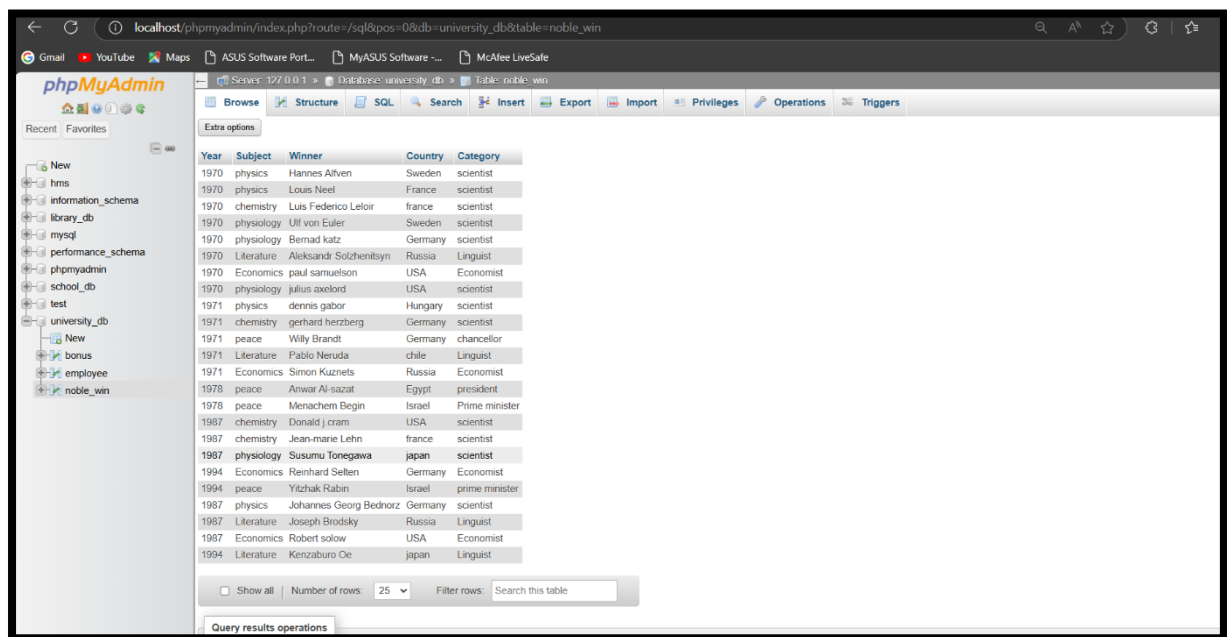 localhost/phpmyadmin/index.php?route=/sql&pos=0&db=university_db&table=noble_win
Gmail YouTube Maps ASUS Software Port... MyASUS Software -... McAfee LiveSafe
phpMyAdmin
Recent Favorites
New
hms
information_schema
library_db
mysql
performance_schema
phpmyadmin
school_db
test
university_db
New
bonus
employee
noble_win
Server: 127.0.0.1 » Database: university_db » Table: noble_win
Browse Structure SQL Search Insert Export Import Privileges Operations Triggers
Extra options
Year Subject Winner Country Category
1970 physics Hannes Alfven Sweden scientist
1970 physics Louis Neel France scientist
1970 chemistry Luis Federico Leloir france scientist
1970 physiology Ulf von Euler Sweden scientist
1970 physiology Bernad katz Germany scientist
1970 Literature Aleksandr Solzhenitsyn Russia Linguist
1970 Economics paul samuelson USA Economist
1970 physiology julius axelord USA scientist
1971 physics dennis gabor Hungary scientist
1971 chemistry gerhard herzberg Germany scientist
1971 peace Willy Brandt Germany chancellor
1971 Literature Pablo Neruda chile Linguist
1971 Economics Simon Kuznets Russia Economist
1978 peace Anwar Al-sazat Egypt president
1978 peace Menachem Begin Israel Prime minister
1987 chemistry Donald j.cram USA scientist
1987 chemistry Jean-marie Lehn france scientist
1987 physiology Susumu Tonegawa japan scientist
1994 Economics Reinhard Selten Germany Economist
1994 peace Yitzhak Rabin Israel prime minister
1987 physics Johannes Georg Bednorz Germany scientist
1987 Literature Joseph Brodsky Russia Linguist
1987 Economics Robert solow USA Economist
1994 Literature Kenzaburo Oe japan Linguist
Show all | Number of rows: 25 Filter rows: Search this table
Query results operations